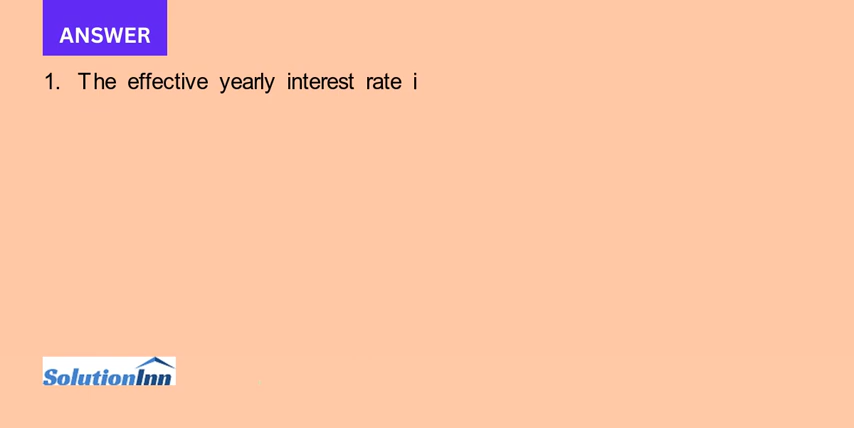 ANSWER
1. The effective yearly interest rate i
SolutionInn